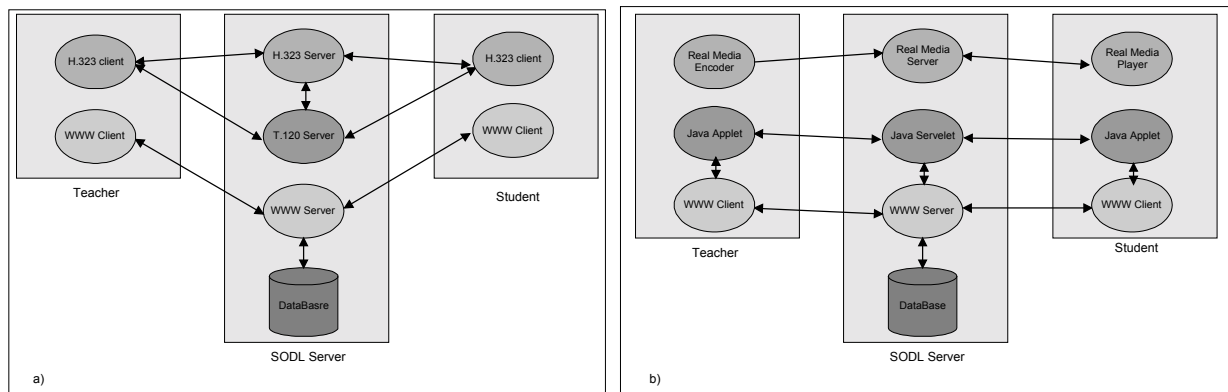 H.323 client
WWW Client
Teacher
H.323 Server
T.120 Server
WWW Server
DataBasre
SODL Server
H.323 client
WWW Client
Student
a)
Real Media
Encoder
Java Applet
WWW Client
Teacher
Real Media
Server
Java Servelet
WWW Server
DataBase
SODL Server
Real Media
Player
Java Applet
WWW Client
Student
b)